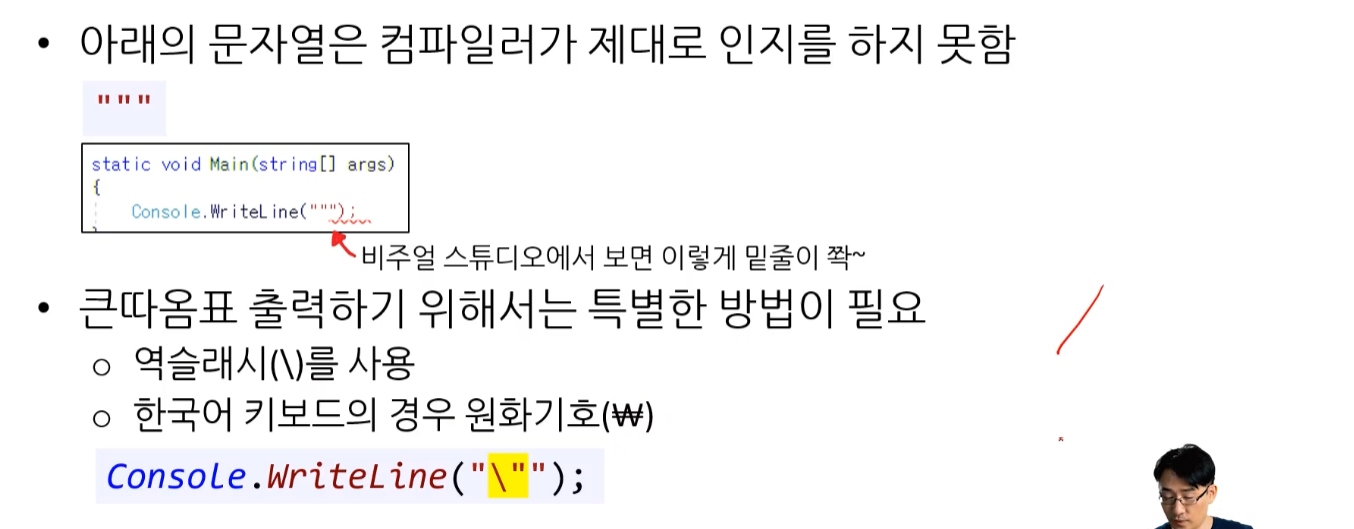 • 아래의 문자열은 컴파일러가 제대로 인지를 하지 못함
"""
static void Main(string[] args)
{
Console.WriteLine(""");
비주얼 스튜디오에서 보면 이렇게 밑줄이 쫙~
• 큰따옴표 출력하기 위해서는 특별한 방법이 필요
○ 역슬래시(\)를 사용
○ 한국어 키보드의 경우 원화기호(₩)
Console.WriteLine("\"");